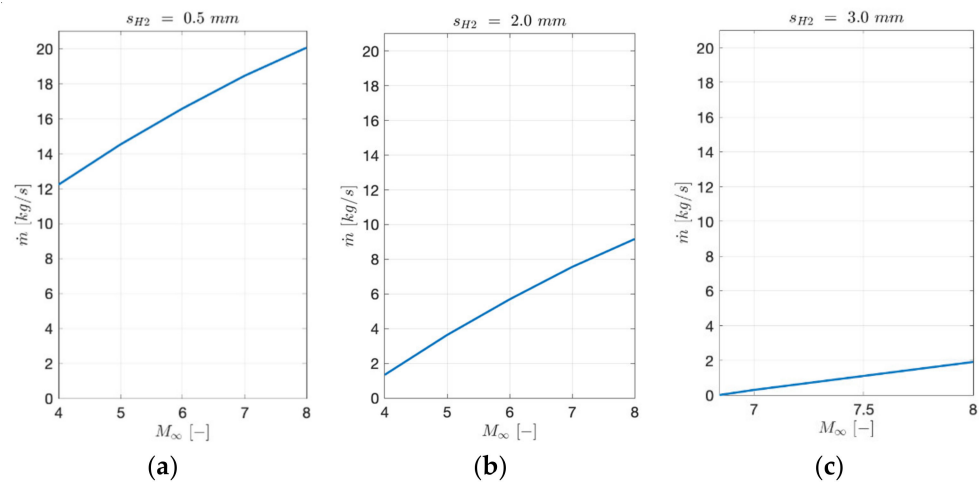 s_{H2} = 0.5 mm
20
18
16
14
12
10
8
6
4
2
0
ṁ [kg/s]
4 5 6 7 8
M_∞ [−]
(a)
s_{H2} = 2.0 mm
20
18
16
14
12
10
8
6
4
2
0
ṁ [kg/s]
4 5 6 7 8
M_∞ [−]
(b)
s_{H2} = 3.0 mm
20
18
16
14
12
10
8
6
4
2
0
ṁ [kg/s]
7 7.5 8
M_∞ [−]
(c)